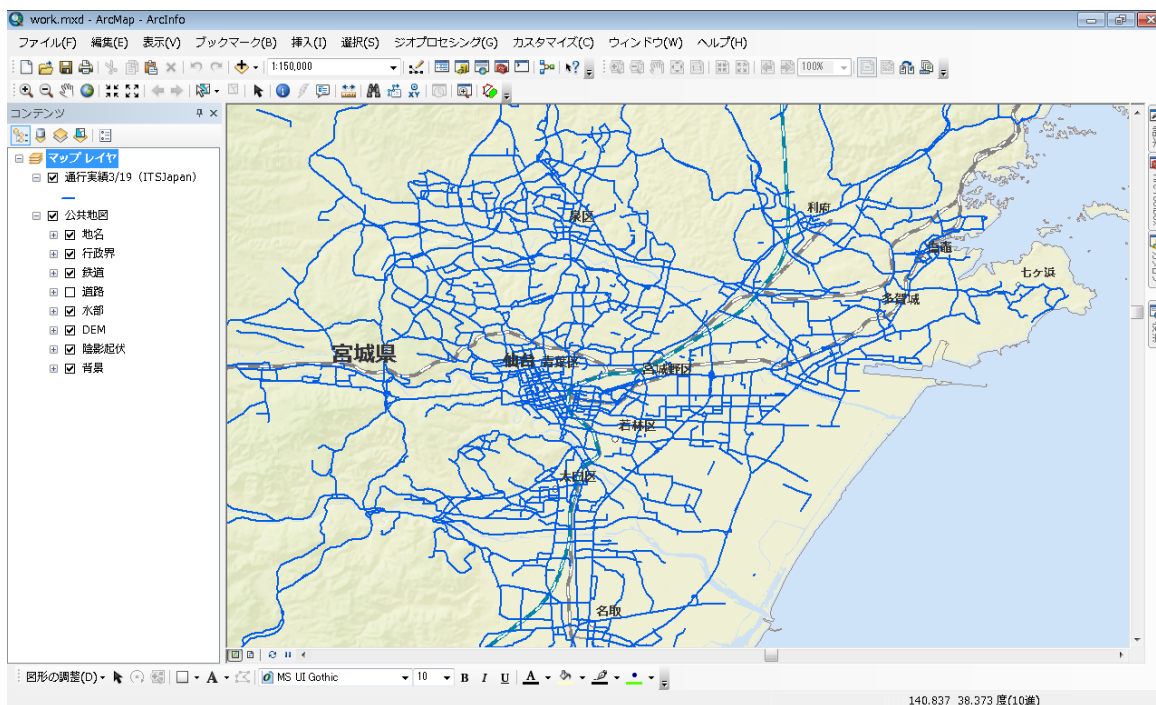 work.mxd - ArcMap - ArcInfo
ファイル(F) 編集(E) 表示(V) ブックマーク(B) 挿入(I) 選択(S) ジオプロセシング(G) カスタマイズ(C) ウィンドウ(W) ヘルプ(H)
1:150,000
100%
コンテンツ
マップ レイヤ
通行実績3/19（ITSJapan）
公共地図
地名
行政界
鉄道
道路
水部
DEM
陰影起伏
背景
泉区
利府
塩竈
七ヶ浜
多賀城
宮城県
仙台 青葉区
宮城野区
若林区
太白区
名取
図形の調整(D)
A
MS UI Gothic
10
B I U A
140.837 38.373 度(10進)